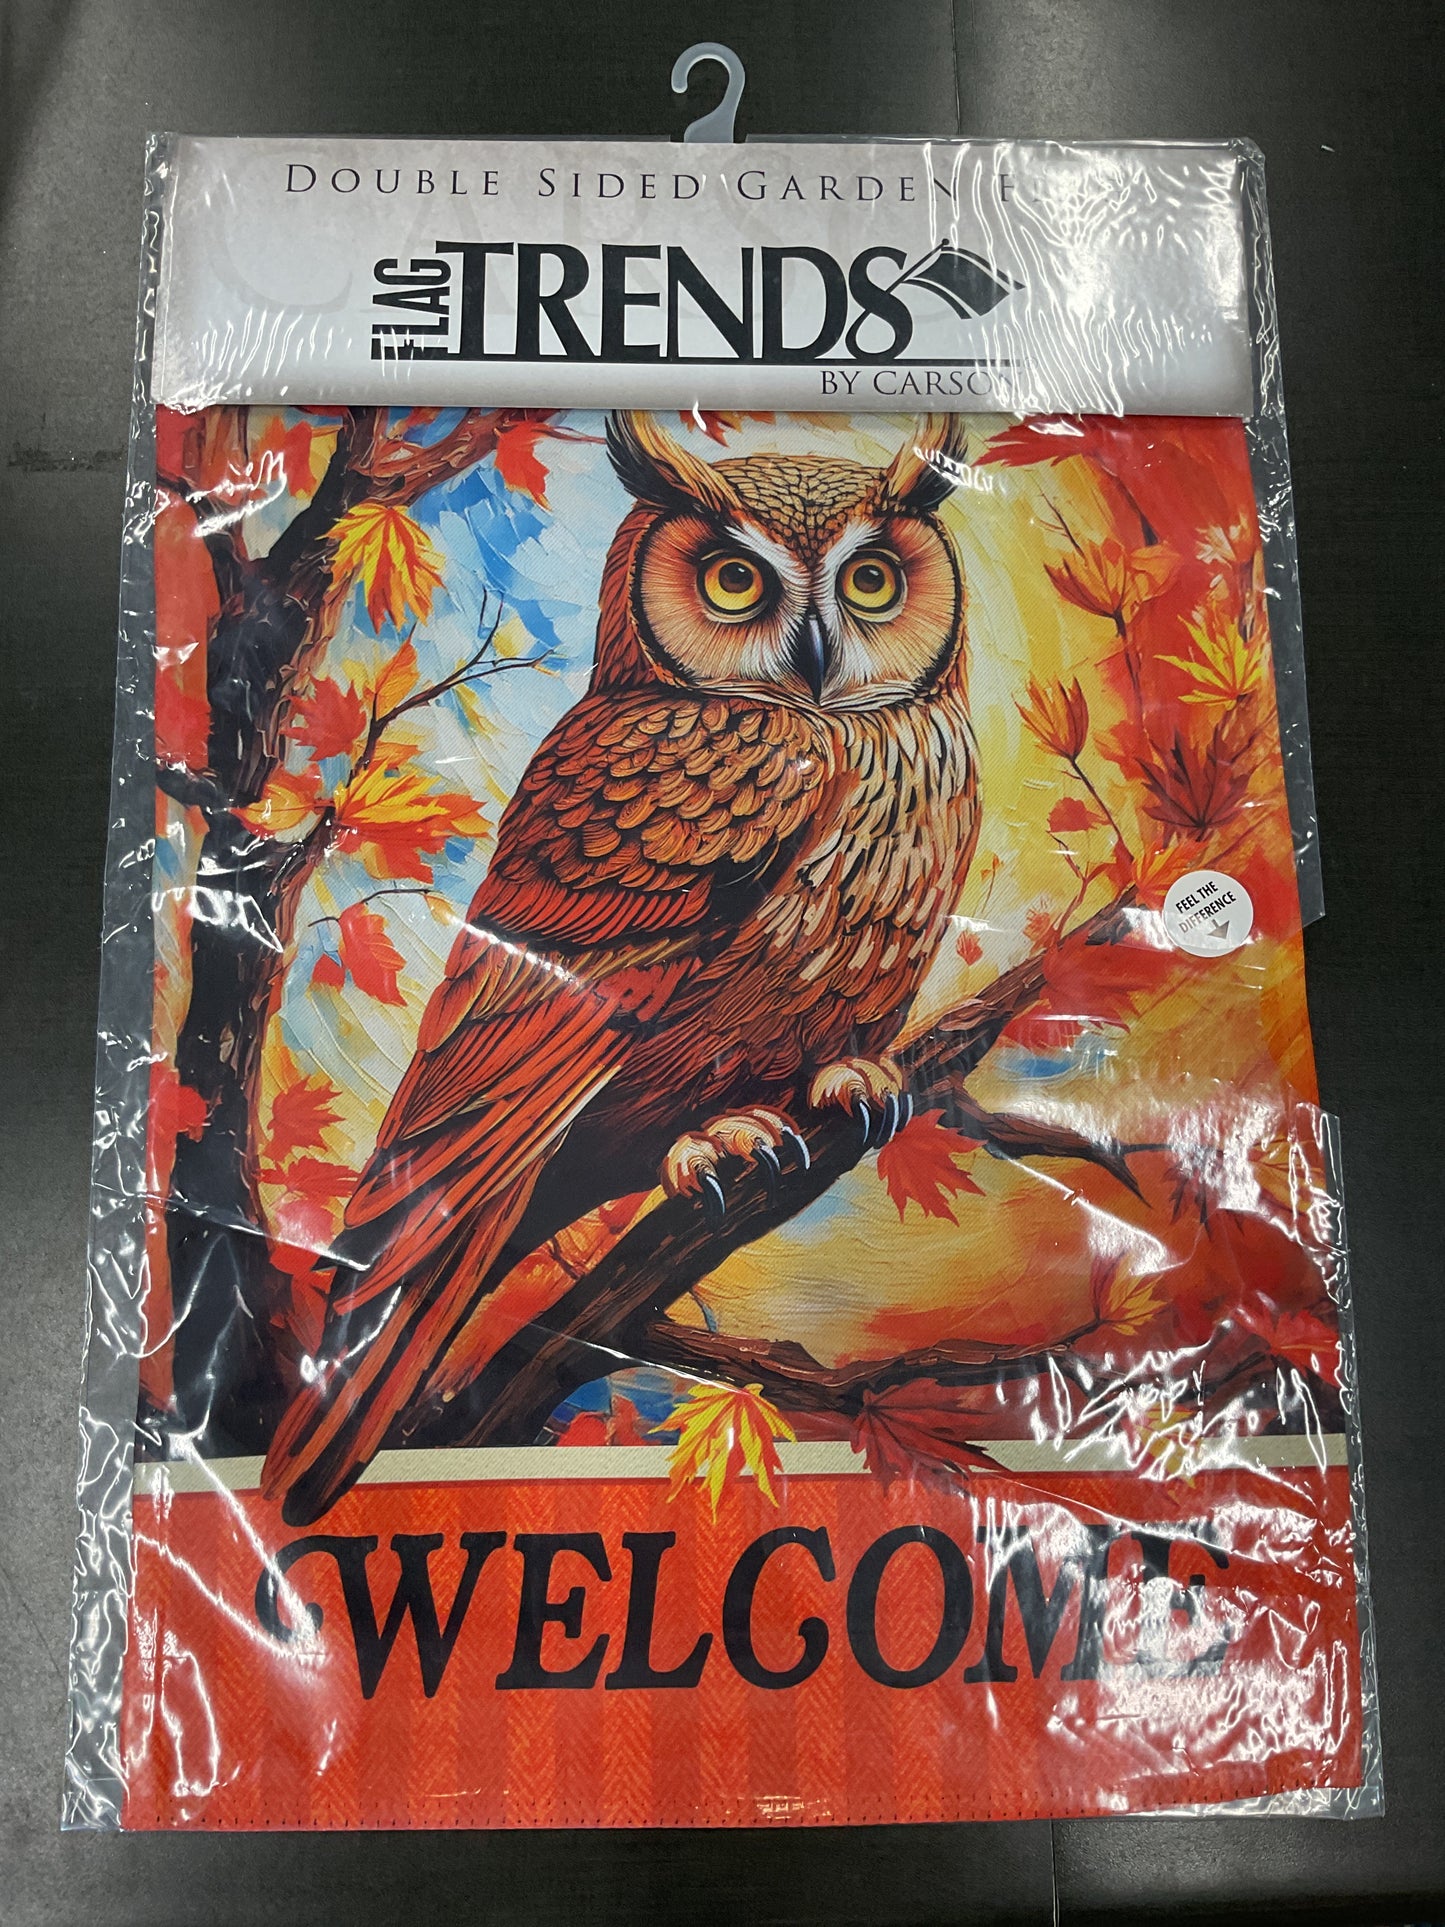 DOUBLE SIDED GARDEN
FLAG TRENDS
BY CARSON
FEEL THE
DIFFERENCE
WELCOME